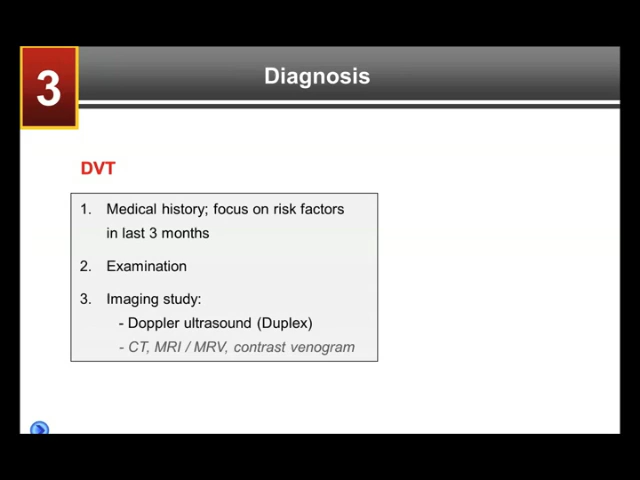 3
Diagnosis
DVT
1. Medical history; focus on risk factors
in last 3 months
2. Examination
3. Imaging study:
- Doppler ultrasound (Duplex)
- CT, MRI / MRV, contrast venogram